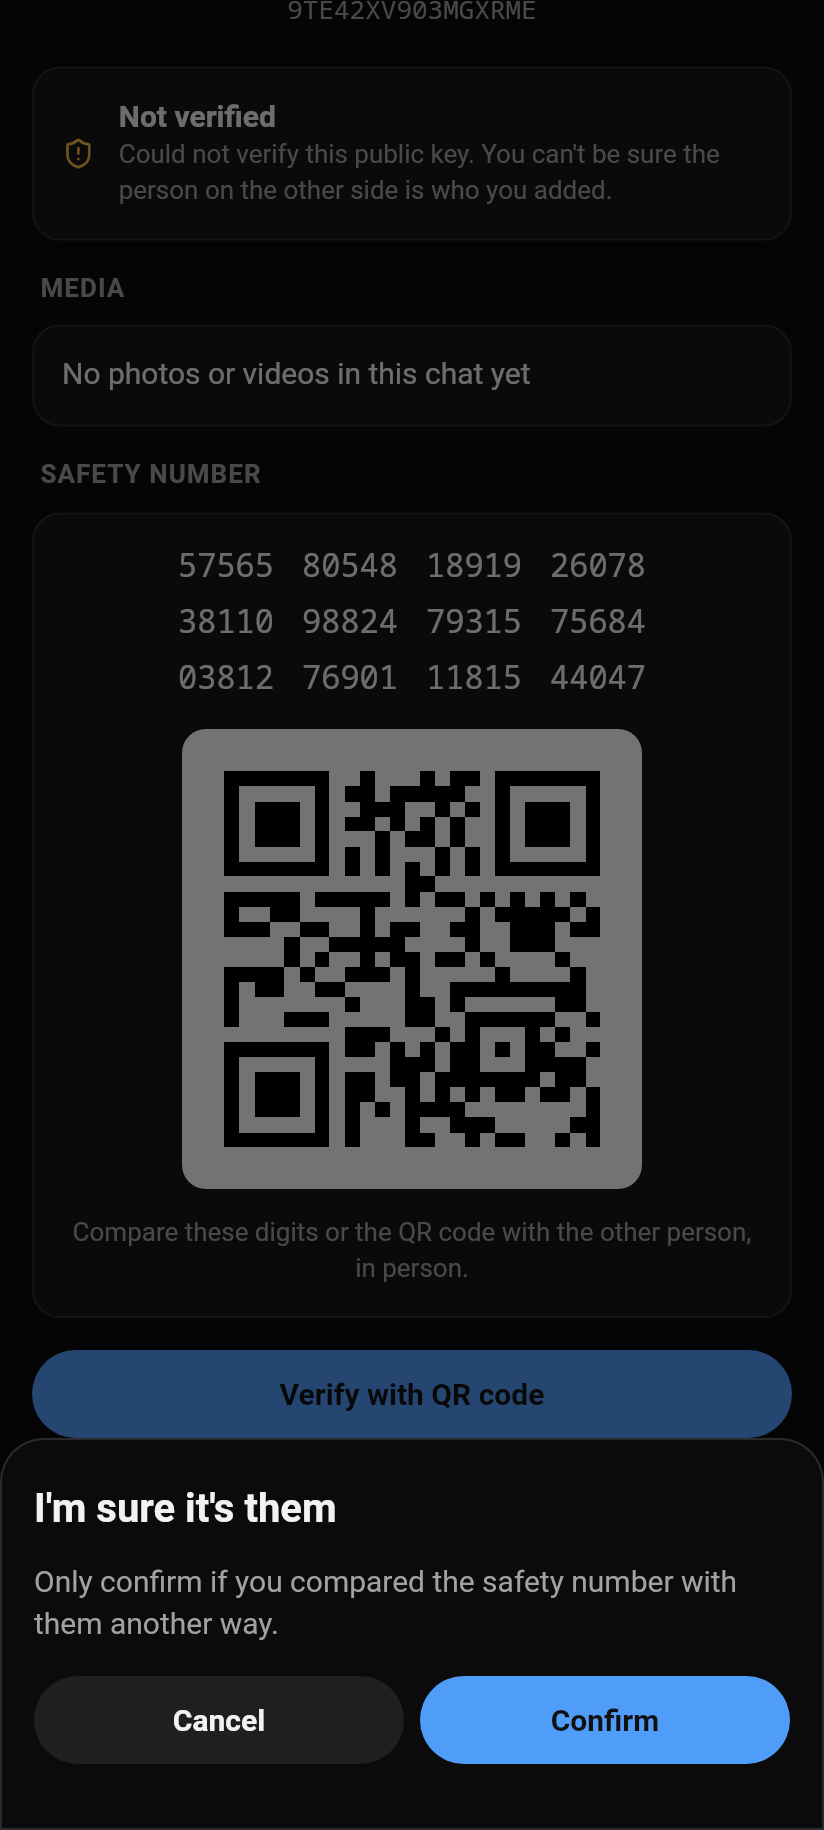 9TE42XV903MGXRME
Not verified
Could not verify this public key. You can't be sure the
person on the other side is who you added.
MEDIA
No photos or videos in this chat yet
SAFETY NUMBER
57565 80548 18919 26078
38110 98824 79315 75684
03812 76901 11815 44047
Compare these digits or the QR code with the other person,
in person.
Verify with QR code
I'm sure it's them
Only confirm if you compared the safety number with
them another way.
Cancel
Confirm